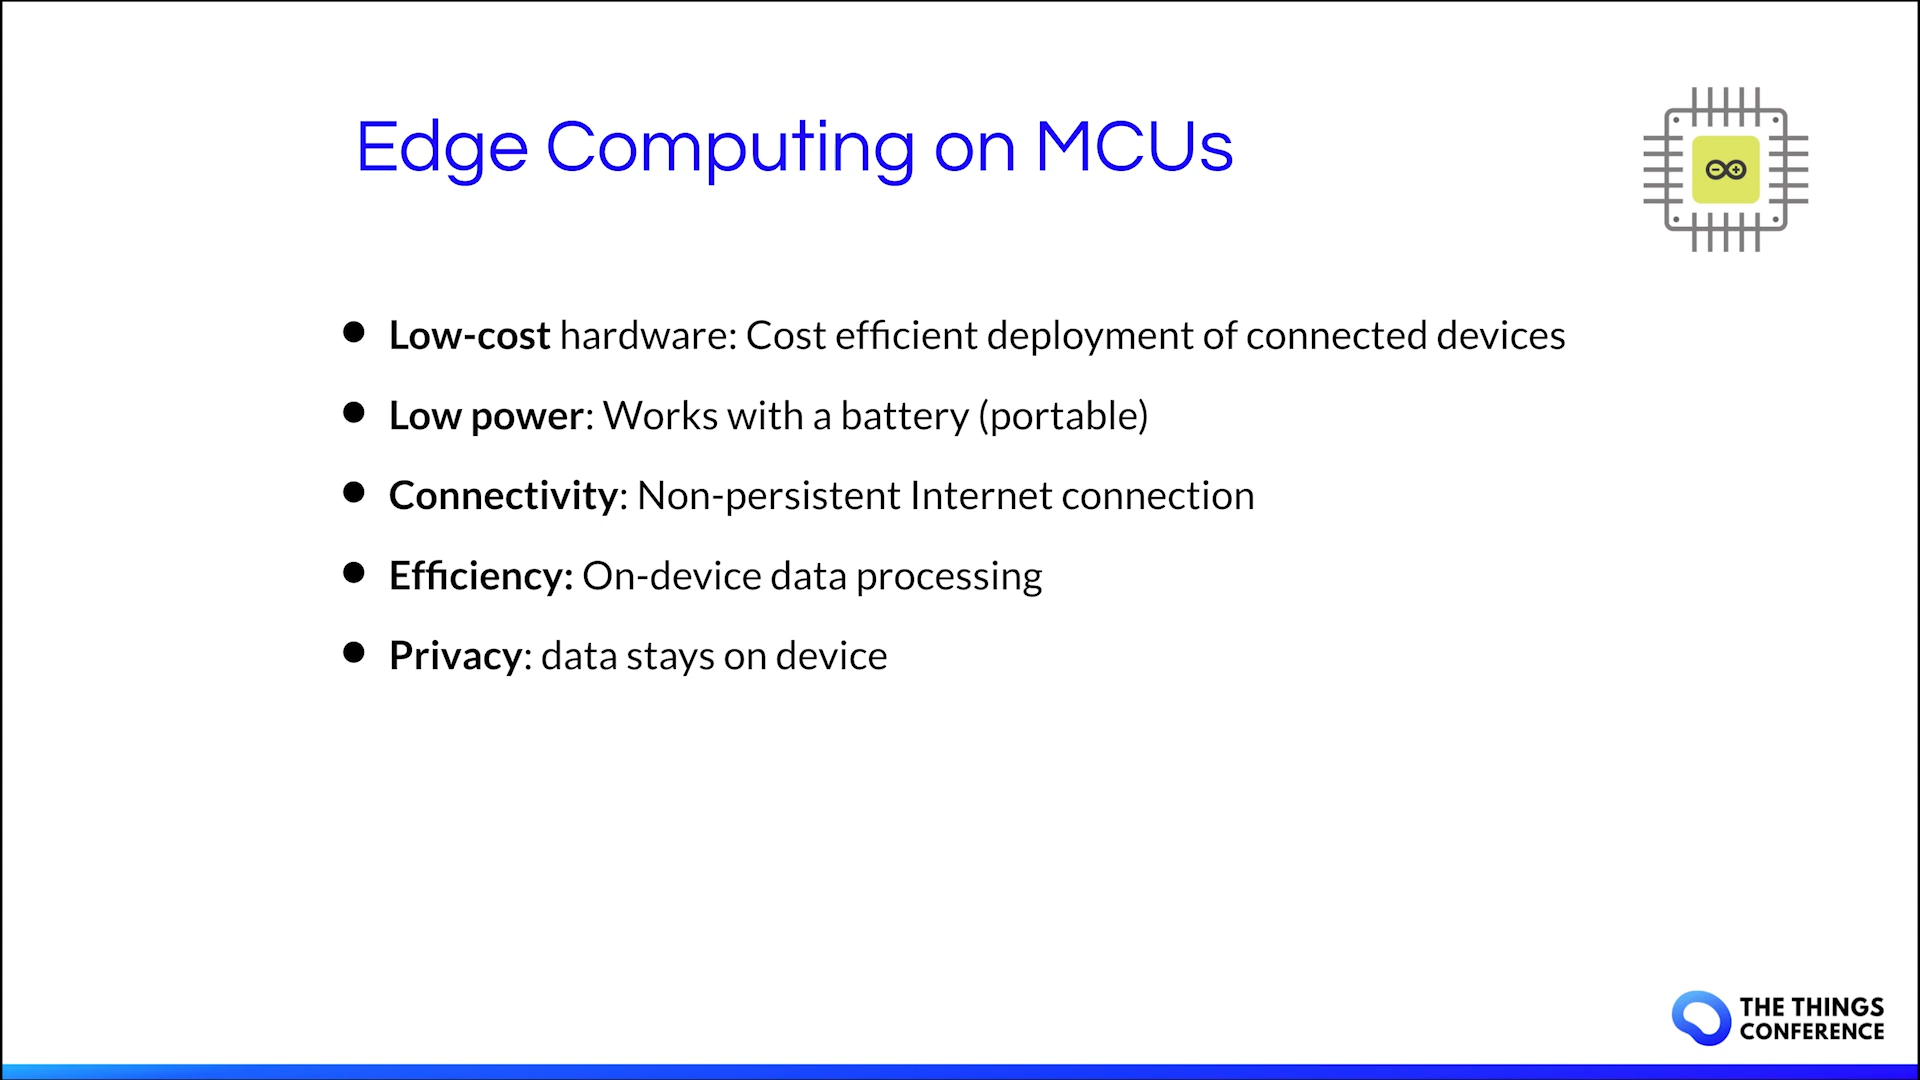 Edge Computing on MCUs
● Low-cost hardware: Cost efficient deployment of connected devices
● Low power: Works with a battery (portable)
● Connectivity: Non-persistent Internet connection
● Efficiency: On-device data processing
● Privacy: data stays on device
THE THINGS
CONFERENCE